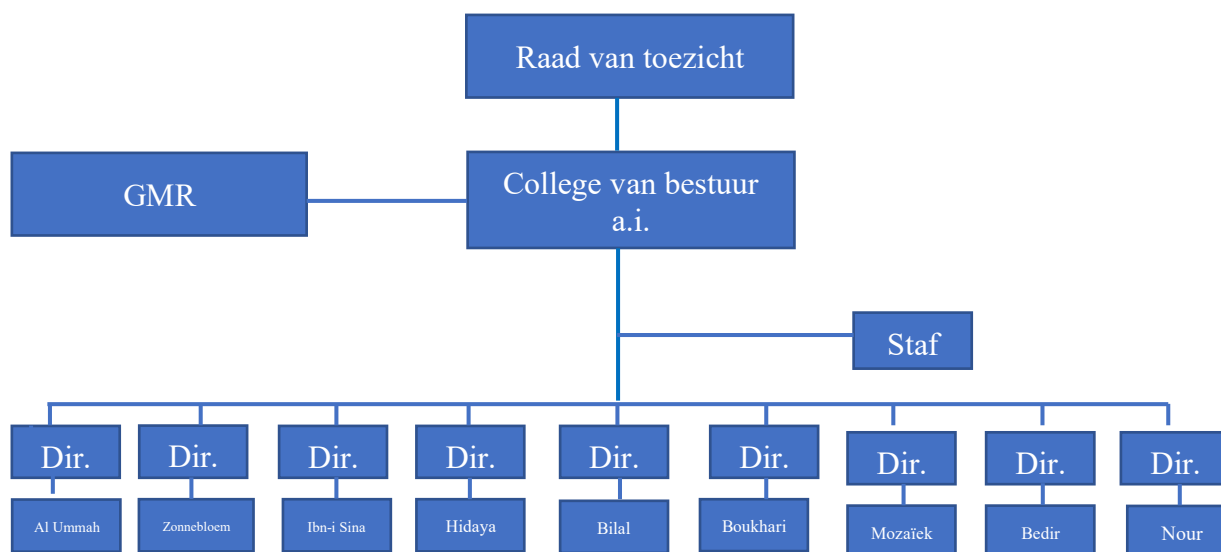 Raad van toezicht
GMR
College van bestuur
a.i.
Staf
Dir.
Dir.
Dir.
Dir.
Dir.
Dir.
Dir.
Dir.
Dir.
Al Ummah
Zonnebloem
Ibn-i Sina
Hidaya
Bilal
Boukhari
Mozaïek
Bedir
Nour